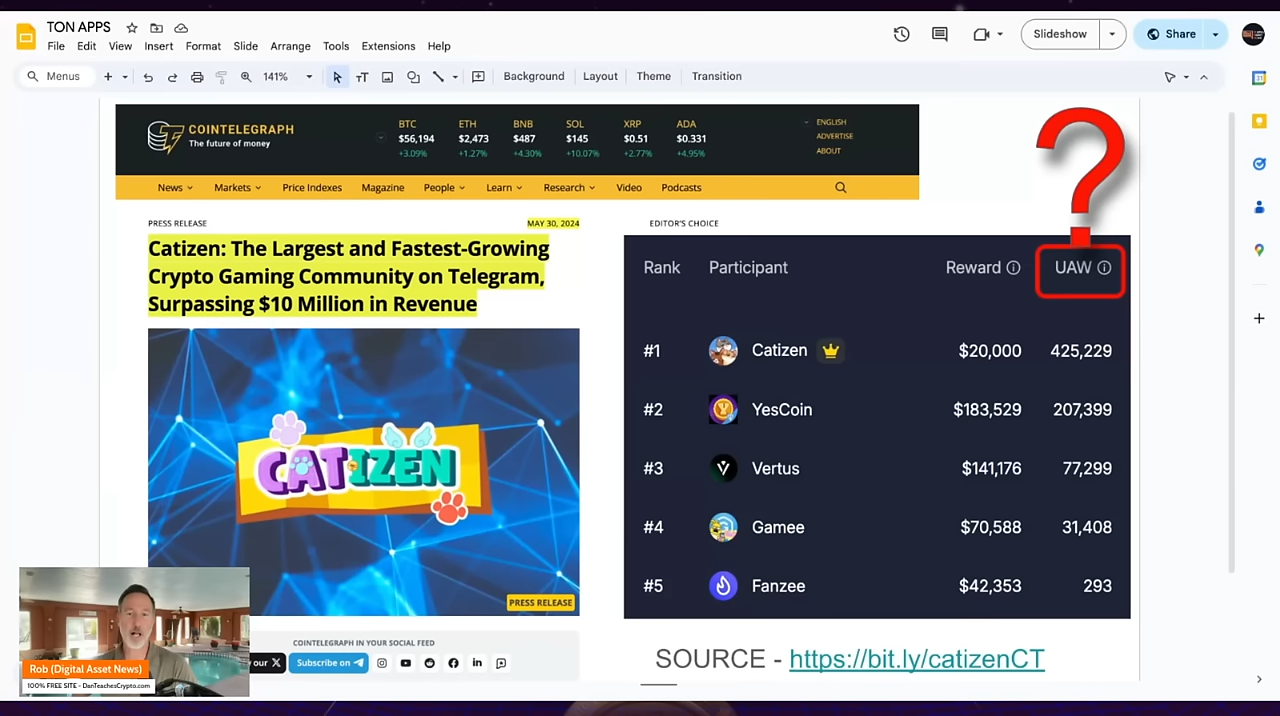 TON APPS
File Edit View Insert Format Slide Arrange Tools Extensions Help
Slideshow
Share
Menus
141%
Background Layout Theme Transition
COINTELEGRAPH
The future of money
BTC ETH BNB SOL XRP ADA
$56,194 $2,473 $487 $145 $0.51 $0.331
+3.09% +1.27% +4.30% +10.07% +2.77% +4.95%
ENGLISH
ADVERTISE
ABOUT
News Markets Price Indexes Magazine People Learn Research Video Podcasts
PRESS RELEASE MAY 30, 2024
Catizen: The Largest and Fastest-Growing
Crypto Gaming Community on Telegram,
Surpassing $10 Million in Revenue
CATIZEN
PRESS RELEASE
COINTELEGRAPH IN YOUR SOCIAL FEED
our X
Subscribe on
EDITOR'S CHOICE
?
Rank Participant Reward UAW
#1 Catizen $20,000 425,229
#2 YesCoin $183,529 207,399
#3 Vertus $141,176 77,299
#4 Gamee $70,588 31,408
#5 Fanzee $42,353 293
SOURCE - https://bit.ly/catizenCT
Rob (Digital Asset News)
100% FREE SITE - DanTeachesCrypto.com